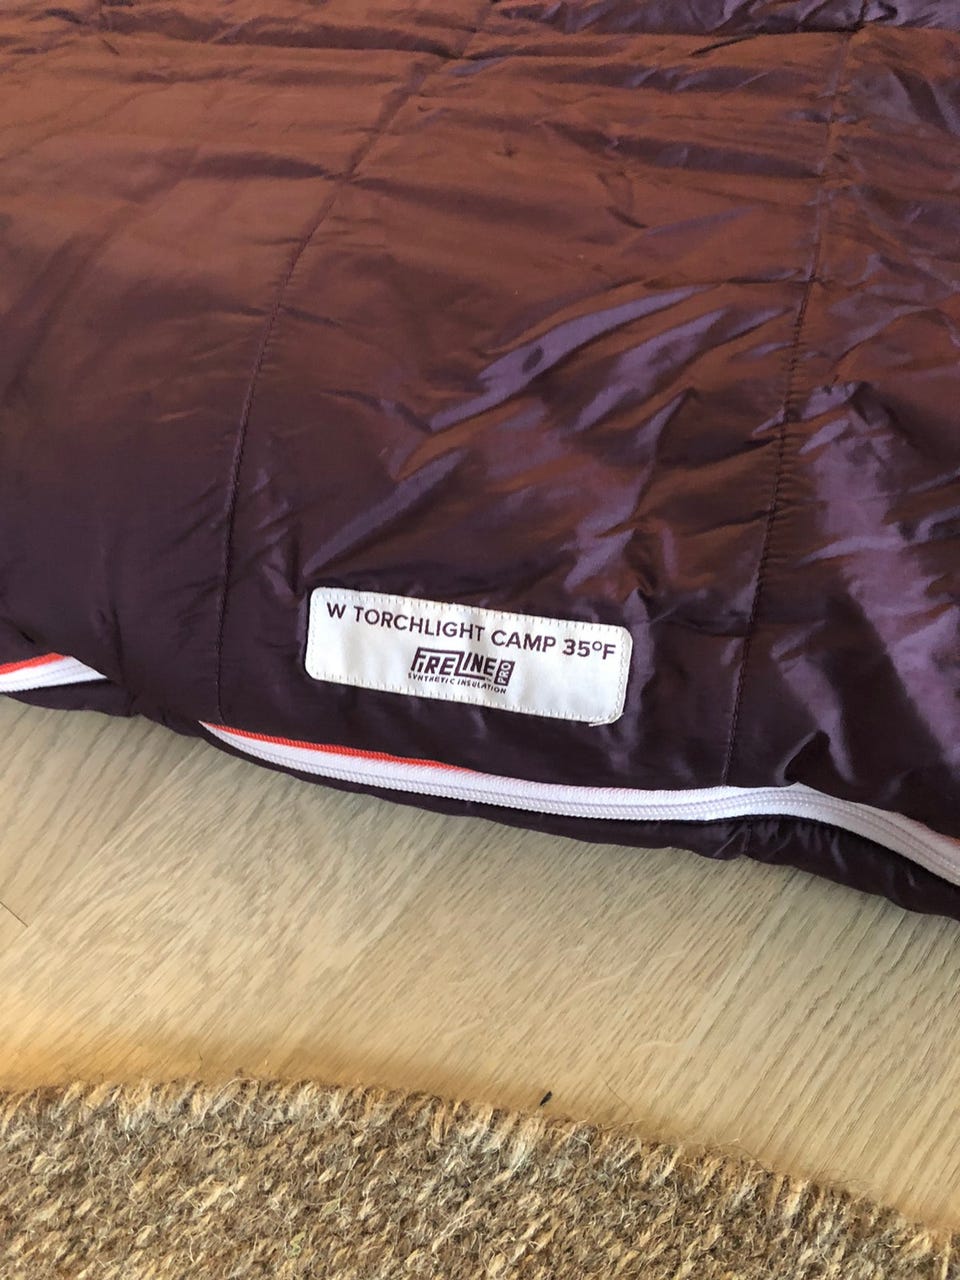 W TORCHLIGHT CAMP 35°F
FIRELINE PRO
SYNTHETIC INSULATION